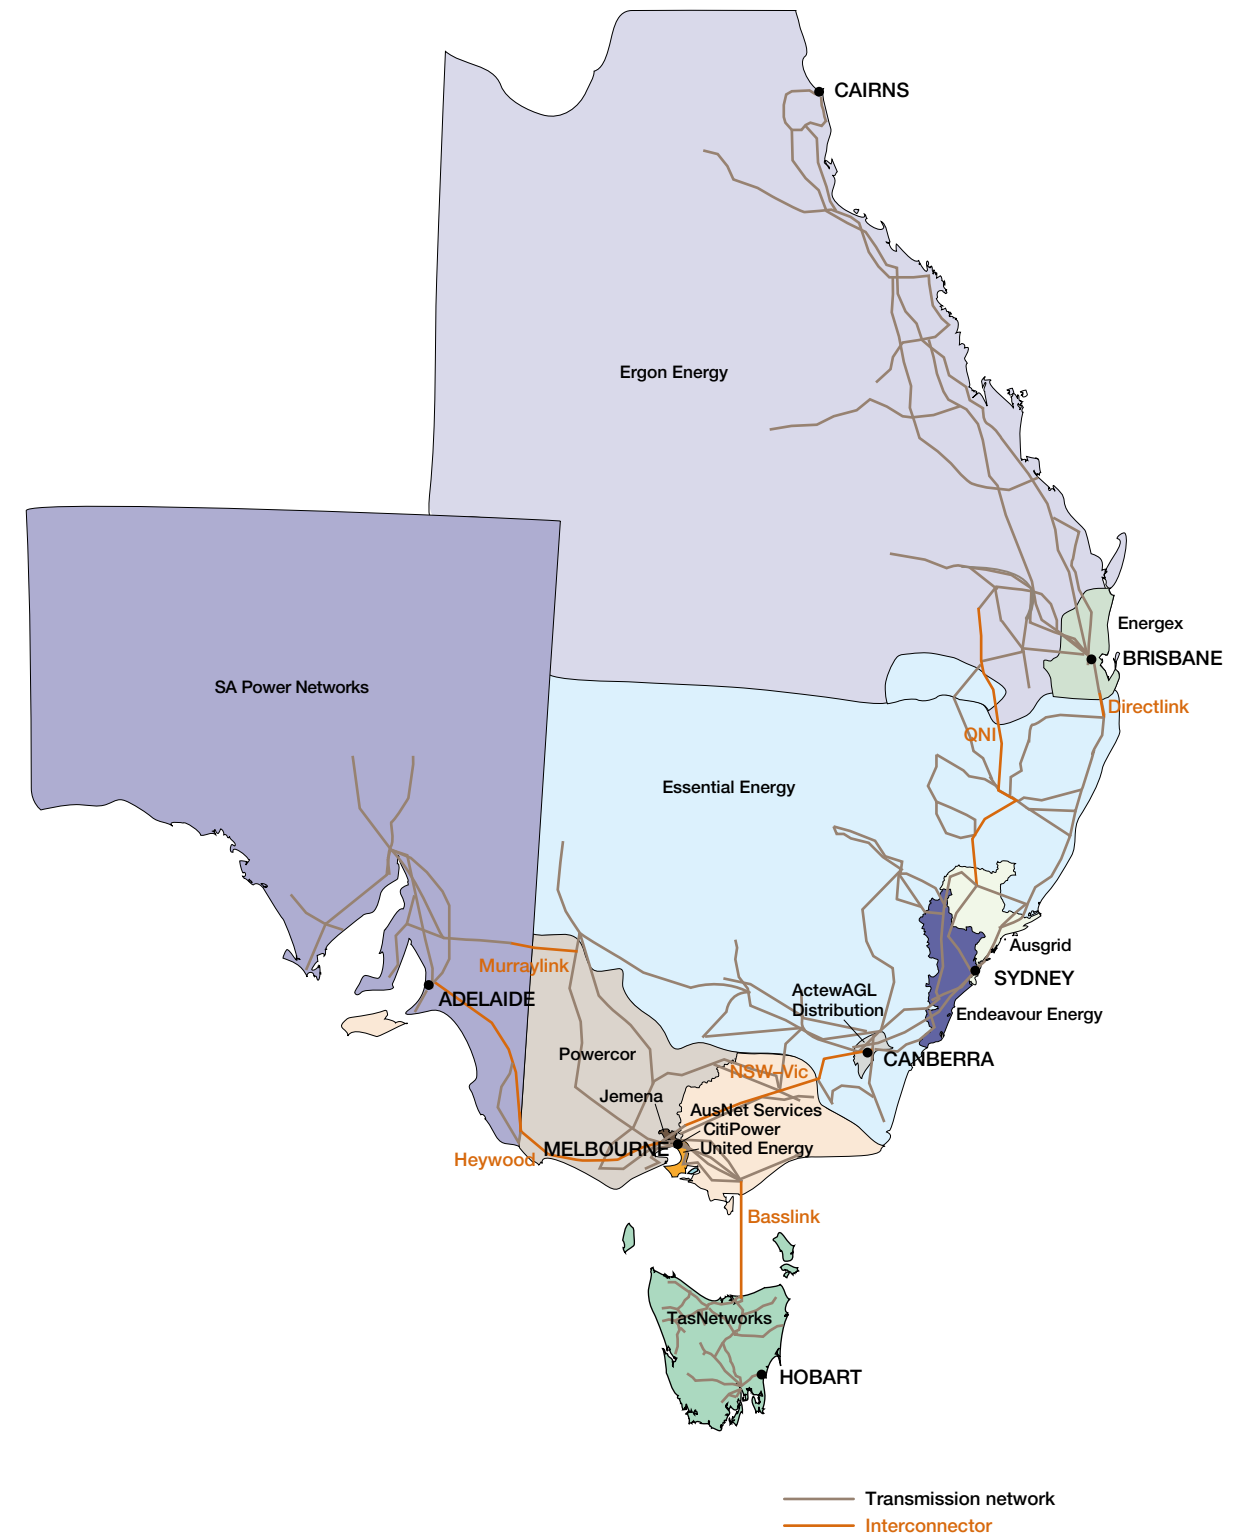 CAIRNS
Ergon Energy
Energex
BRISBANE
SA Power Networks
Directlink
QNI
Essential Energy
Ausgrid
Murraylink
SYDNEY
ADELAIDE
ActewAGL
Distribution
Endeavour Energy
Powercor
CANBERRA
NSW–Vic
Jemena
AusNet Services
CitiPower
MELBOURNE
United Energy
Heywood
Basslink
TasNetworks
HOBART
Transmission network
Interconnector